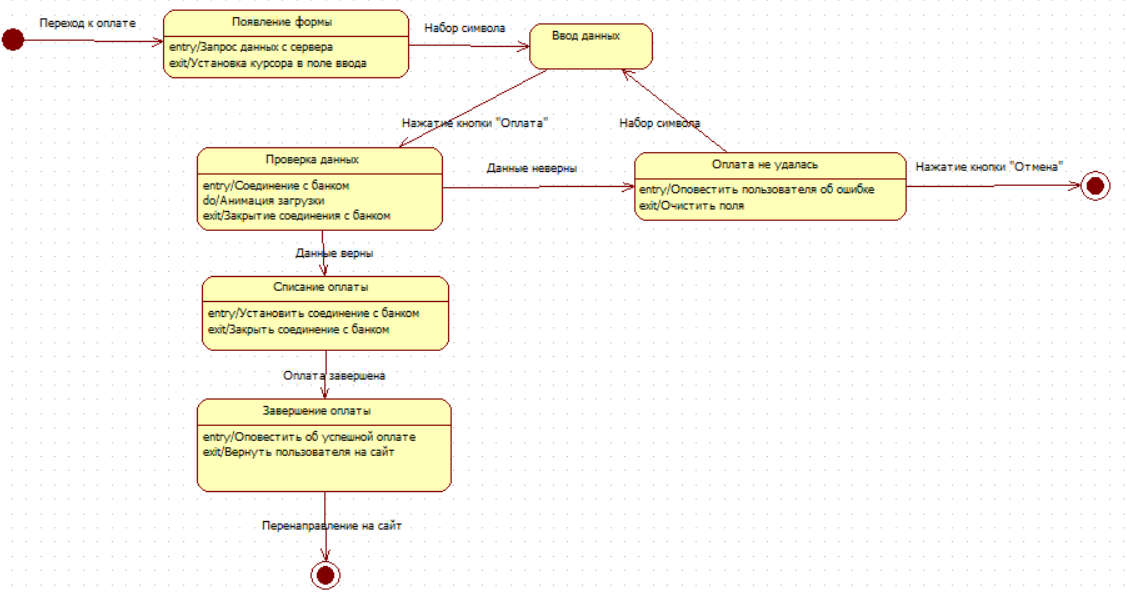 Переход к оплате
Появление формы
entry/Запрос данных с сервера
exit/Установка курсора в поле ввода
Набор символа
Ввод данных
Нажатие кнопки "Оплата"
Набор символа
Проверка данных
entry/Соединение с банком
do/Анимация загрузки
exit/Закрытие соединения с банком
Данные неверны
Оплата не удалась
entry/Оповестить пользователя об ошибке
exit/Очистить поля
Нажатие кнопки "Отмена"
Данные верны
Списание оплаты
entry/Установить соединение с банком
exit/Закрыть соединение с банком
Оплата завершена
Завершение оплаты
entry/Оповестить об успешной оплате
exit/Вернуть пользователя на сайт
Перенаправление на сайт